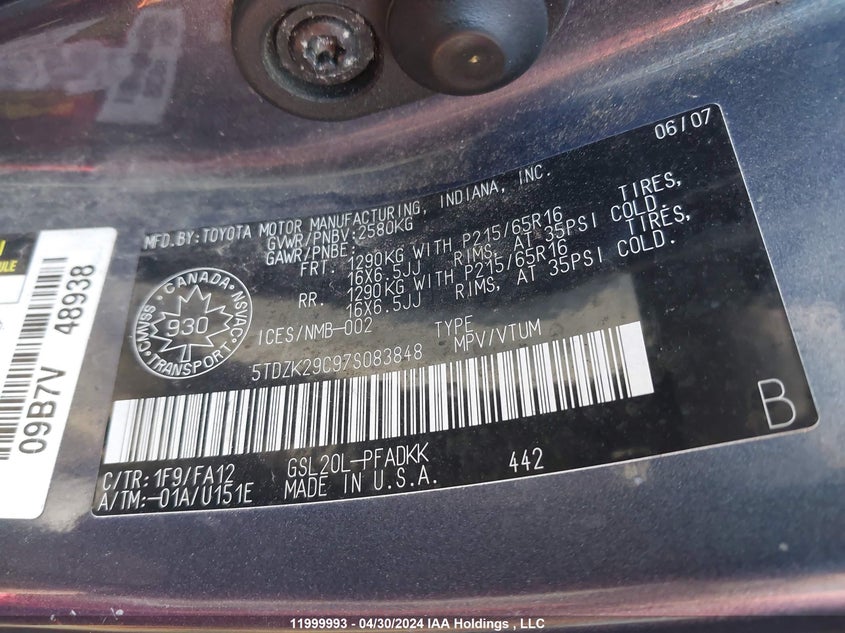 06/07
MFD.BY:TOYOTA MOTOR MANUFACTURING, INDIANA, INC.
GVWR/PNBV:2580KG
GAWR/PNBE:
FRT. 1290KG WITH P215/65R16 TIRES,
16X6.5JJ RIMS, AT 35PSI COLD.
RR. 1290KG WITH P215/65R16 TIRES,
16X6.5JJ RIMS, AT 35PSI COLD.
CANADA
CMVSS
NSVAC
930
TRANSPORT
ICES/NMB-002
TYPE
5TDZK29C97S083848
MPV/VTUM
B
C/TR:1F9/FA12
GSL20L-PFADKK
442
A/TM:-01A/U151E
MADE IN U.S.A.
09B7V 48938
11999993 - 04/30/2024 IAA Holdings , LLC